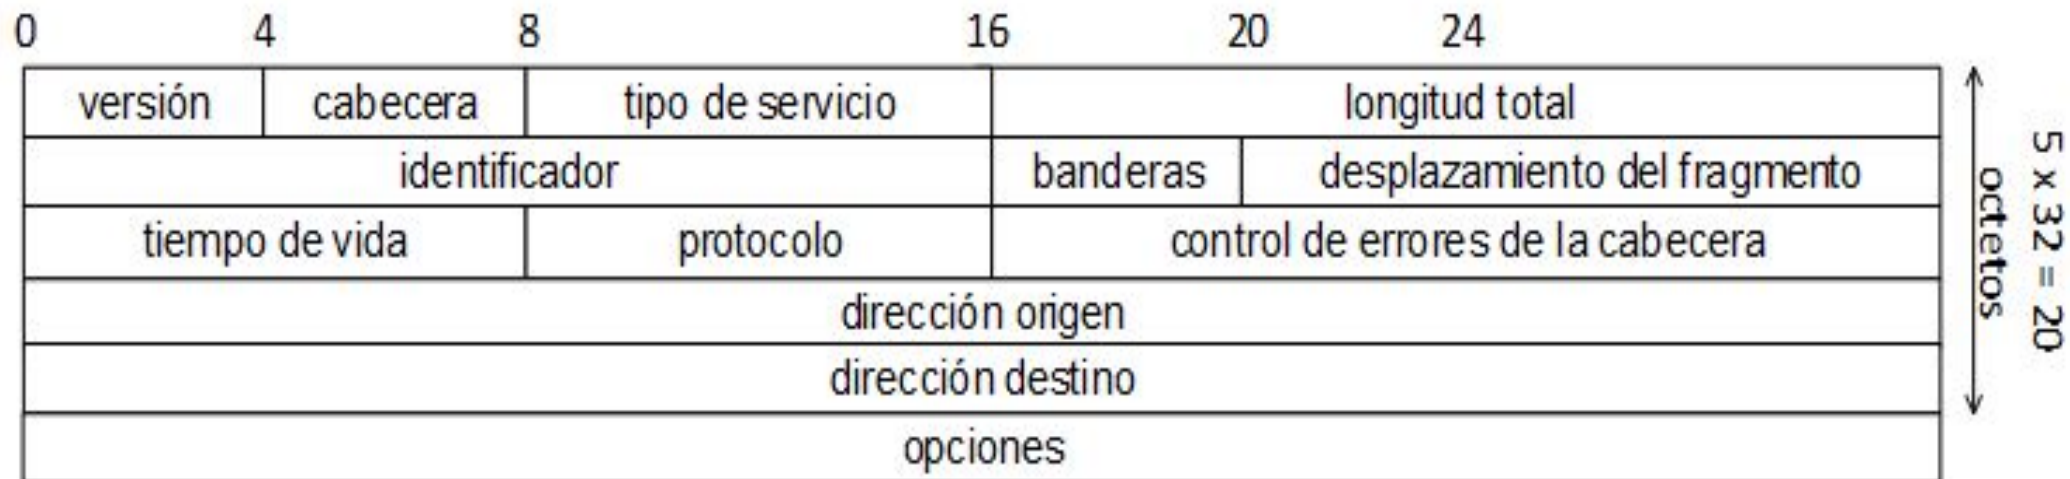 0 4 8 16 20 24
versión cabecera tipo de servicio longitud total
identificador banderas desplazamiento del fragmento
tiempo de vida protocolo control de errores de la cabecera
dirección origen
dirección destino
opciones
5 x 32 = 20
octetos